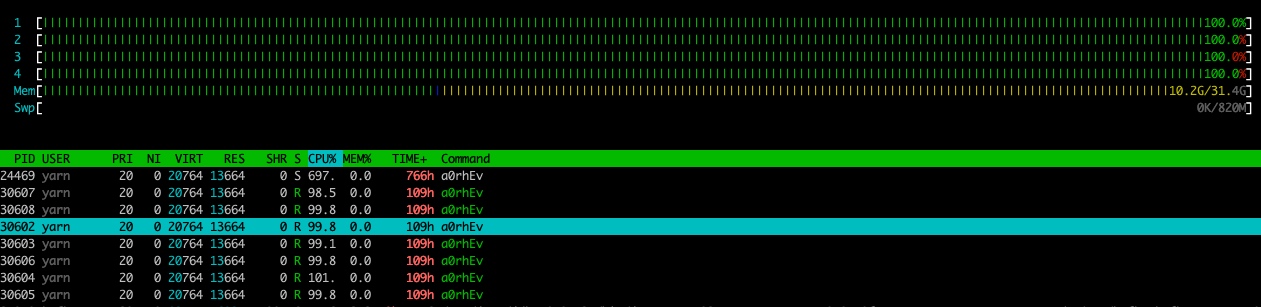 1 [100.0%]
2 [100.0%]
3 [100.0%]
4 [100.0%]
Mem[10.2G/31.4G]
Swp[0K/820M]
PID USER PRI NI VIRT RES SHR S CPU% MEM% TIME+ Command
24469 yarn 20 0 20764 13664 0 S 697. 0.0 766h a0rhEv
30607 yarn 20 0 20764 13664 0 R 98.5 0.0 109h a0rhEv
30608 yarn 20 0 20764 13664 0 R 99.8 0.0 109h a0rhEv
30602 yarn 20 0 20764 13664 0 R 99.8 0.0 109h a0rhEv
30603 yarn 20 0 20764 13664 0 R 99.1 0.0 109h a0rhEv
30606 yarn 20 0 20764 13664 0 R 99.8 0.0 109h a0rhEv
30604 yarn 20 0 20764 13664 0 R 101. 0.0 109h a0rhEv
30605 yarn 20 0 20764 13664 0 R 99.8 0.0 109h a0rhEv